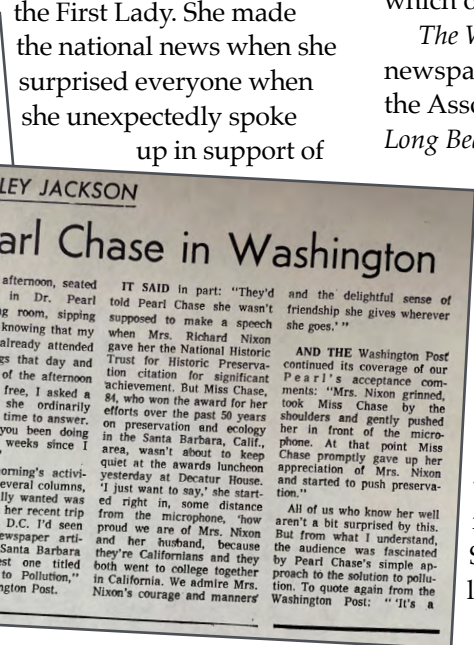 the First Lady. She made
the national news when she
surprised everyone when
she unexpectedly spoke
up in support of
which o
The W
newspa
the Asso
Long Bea
LEY JACKSON
arl Chase in Washington
afternoon, seated
in Dr. Pearl
ng room, sipping
knowing that my
already attended
gs that day and
of the afternoon
free, I asked a
she ordinarily
time to answer.
you been doing
weeks since I
orning's activi-
everal columns,
lly wanted was
her recent trip
D.C. I'd seen
ewspaper arti-
Santa Barbara
est one titled
to Pollution,"
ngton Post.
IT SAID in part: "They'd
told Pearl Chase she wasn't
supposed to make a speech
when Mrs. Richard Nixon
gave her the National Historic
Trust for Historic Preserva-
tion citation for significant
achievement. But Miss Chase,
84, who won the award for her
efforts over the past 50 years
on preservation and ecology
in the Santa Barbara, Calif.,
area, wasn't about to keep
quiet at the awards luncheon
yesterday at Decatur House.
'I just want to say,' she start-
ed right in, some distance
from the microphone, 'how
proud we are of Mrs. Nixon
and her husband, because
they're Californians and they
both went to college together
in California. We admire Mrs.
Nixon's courage and manners
and the delightful sense of
friendship she gives wherever
she goes.' "
AND THE Washington Post
continued its coverage of our
Pearl's acceptance com-
ments: "Mrs. Nixon grinned,
took Miss Chase by the
shoulders and gently pushed
her in front of the micro-
phone. At that point Miss
Chase promptly gave up her
appreciation of Mrs. Nixon
and started to push preserva-
tion."
All of us who know her well
aren't a bit surprised by this.
But from what I understand,
the audience was fascinated
by Pearl Chase's simple ap-
proach to the solution to pollu-
tion. To quote again from the
Washington Post: " 'It's a